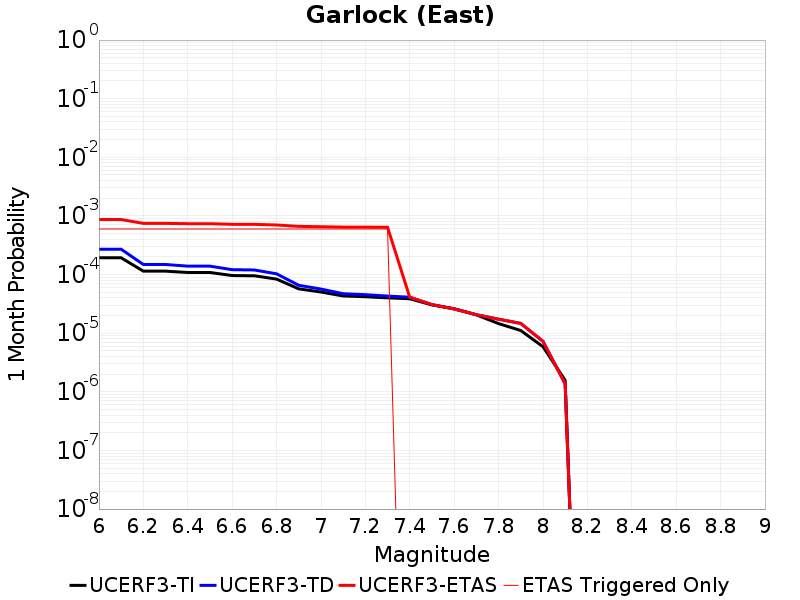 Garlock (East)
10^0
10^-1
10^-2
10^-3
10^-4
10^-5
10^-6
10^-7
10^-8
1 Month Probability
6 6.2 6.4 6.6 6.8 7 7.2 7.4 7.6 7.8 8 8.2 8.4 8.6 8.8 9
Magnitude
UCERF3-TI UCERF3-TD UCERF3-ETAS ETAS Triggered Only